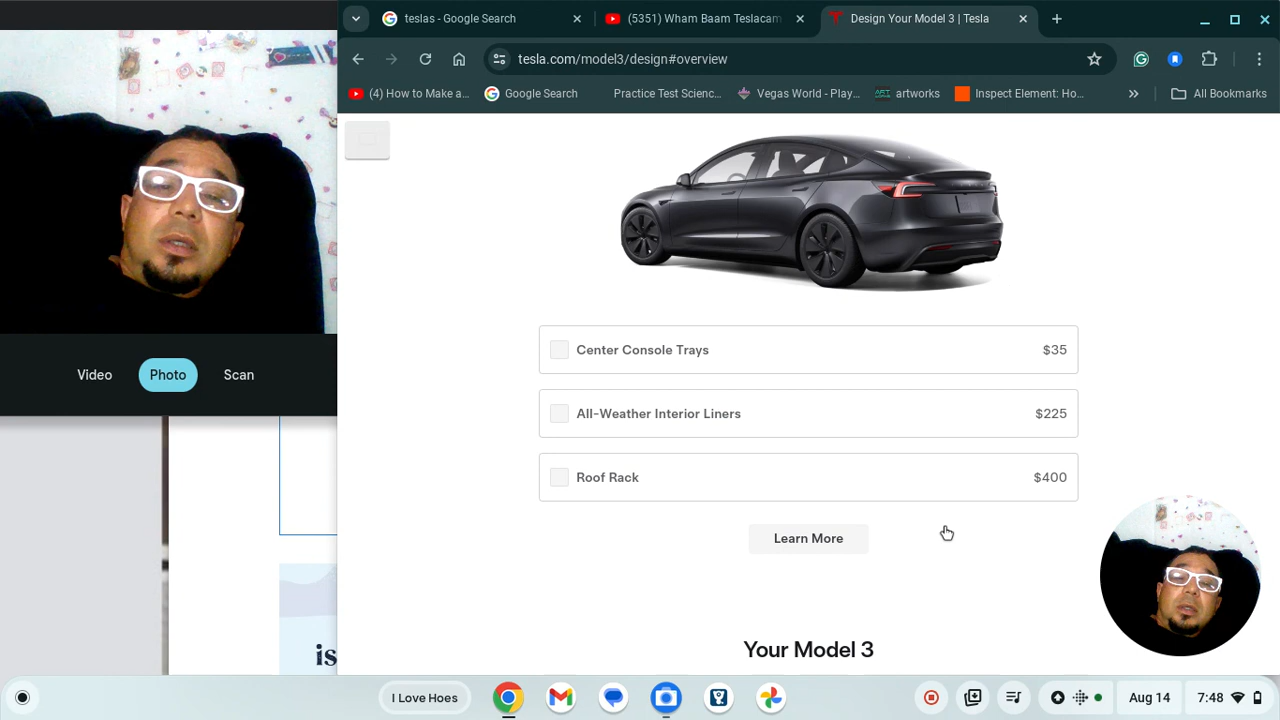 teslas - Google Search
(5351) Wham Baam Teslacam
Design Your Model 3 | Tesla
tesla.com/model3/design#overview
(4) How to Make a...
Google Search
Practice Test Scienc...
Vegas World - Play...
ART
artworks
Inspect Element: Ho...
All Bookmarks
Video
Photo
Scan
Center Console Trays
$35
All-Weather Interior Liners
$225
Roof Rack
$400
Learn More
Your Model 3
is
I Love Hoes
Aug 14
7:48